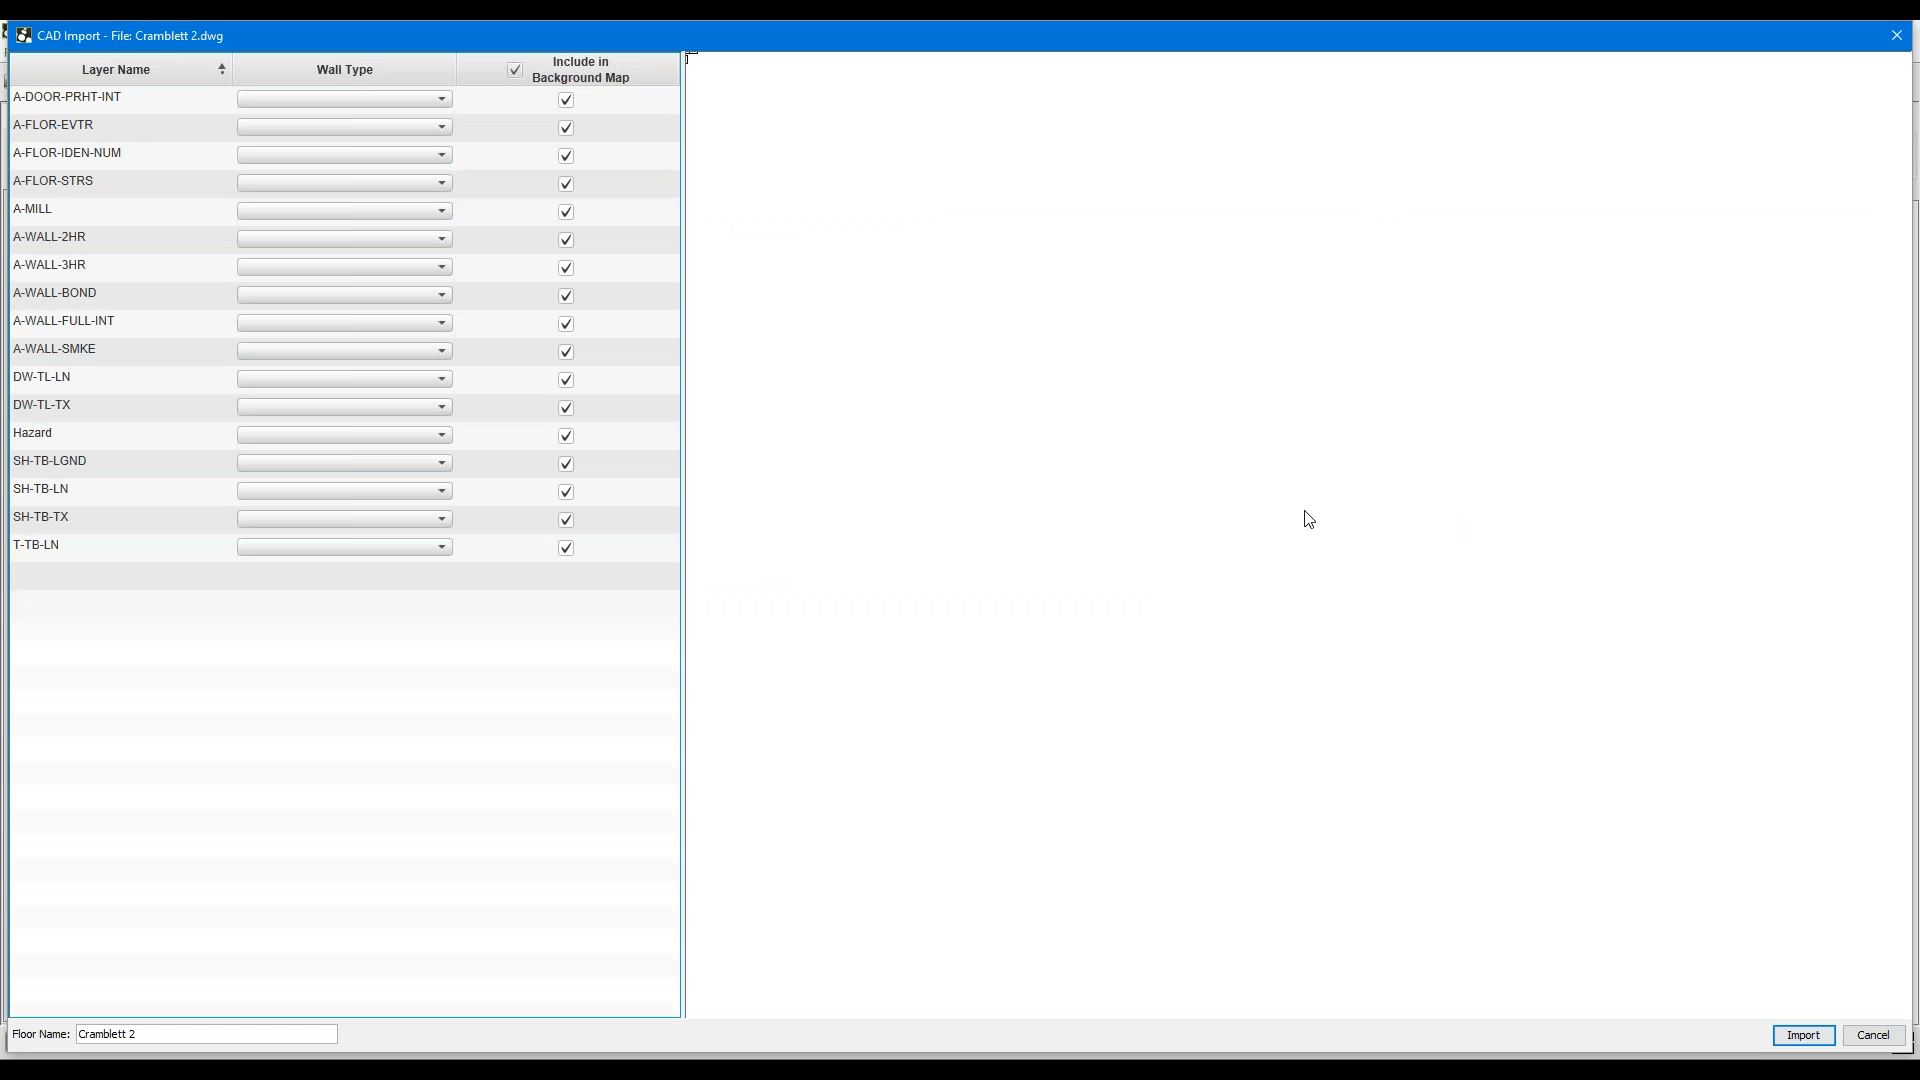 CAD Import - File: Cramblett 2.dwg
Layer Name
Wall Type
Include in
Background Map
A-DOOR-PRHT-INT
A-FLOR-EVTR
A-FLOR-IDEN-NUM
A-FLOR-STRS
A-MILL
A-WALL-2HR
A-WALL-3HR
A-WALL-BOND
A-WALL-FULL-INT
A-WALL-SMKE
DW-TL-LN
DW-TL-TX
Hazard
SH-TB-LGND
SH-TB-LN
SH-TB-TX
T-TB-LN
Floor Name: Cramblett 2
Import Cancel